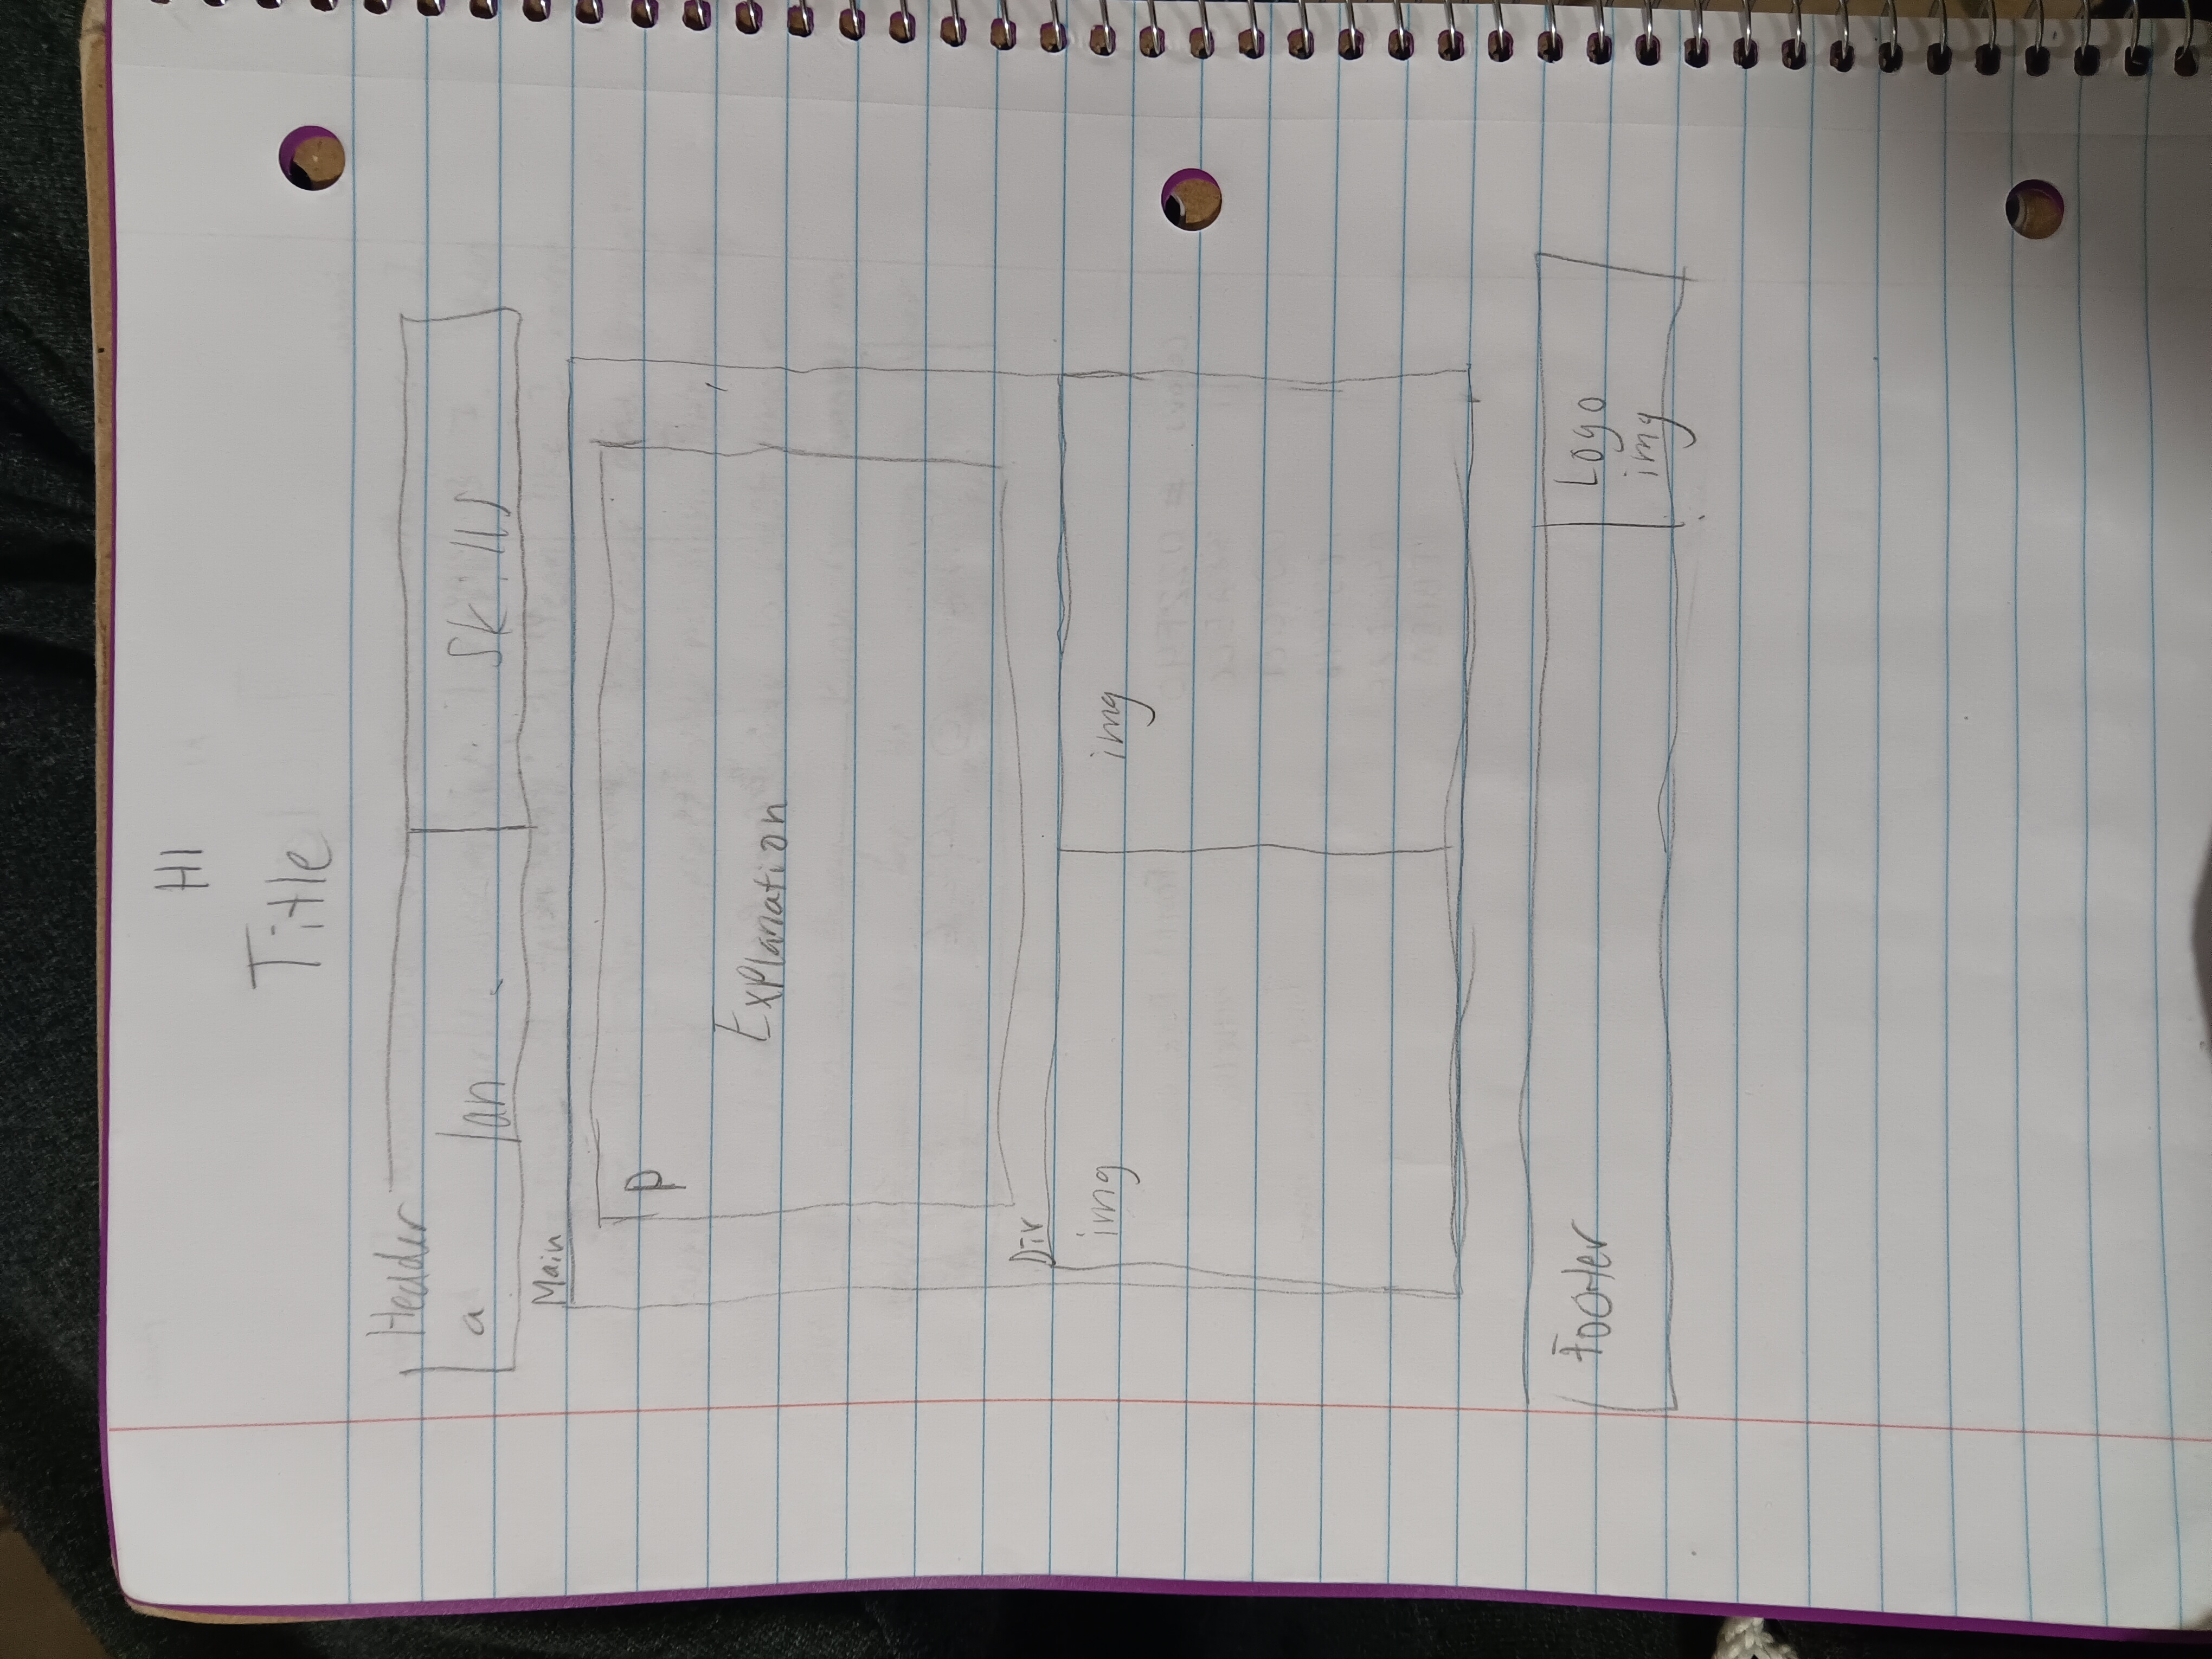 H1
Title
Header
a lan Skills
Main
P
Explanation
Div
img img
Footer Logo
img